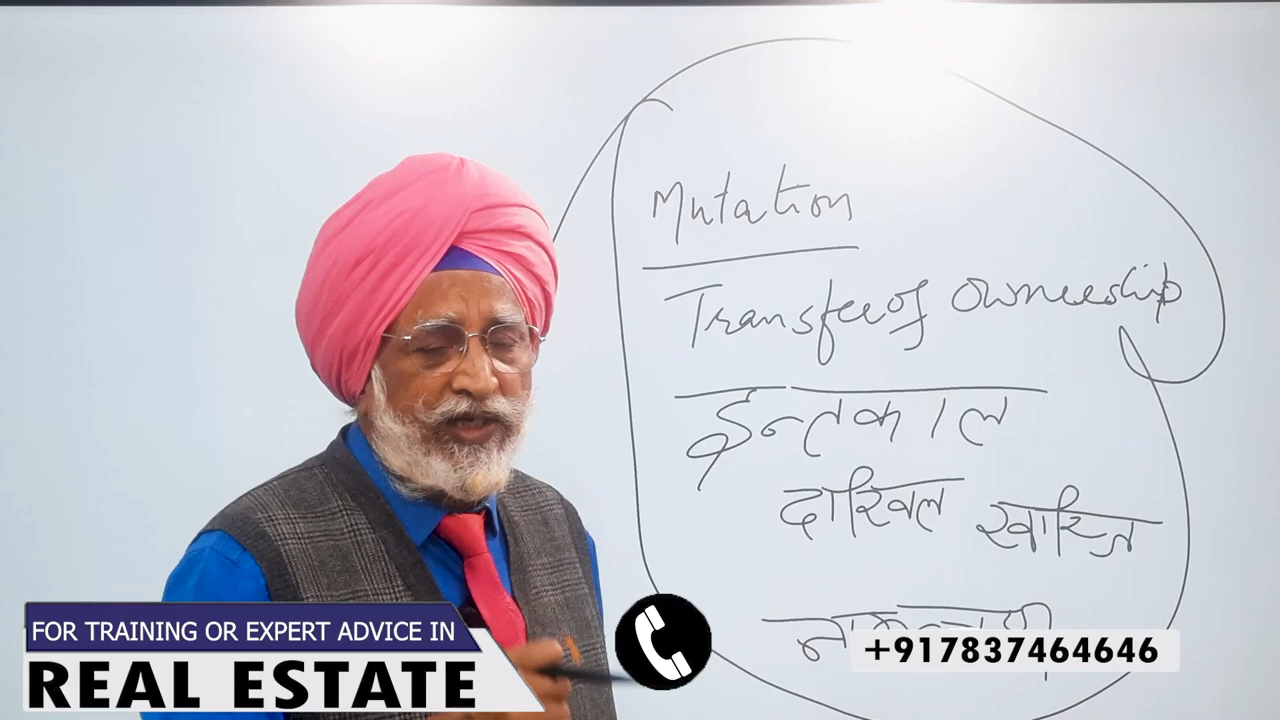 Mutation
Transfer of Ownership
इन्तकाल
दाखिल खारिज
FOR TRAINING OR EXPERT ADVICE IN
REAL ESTATE
+917837464646